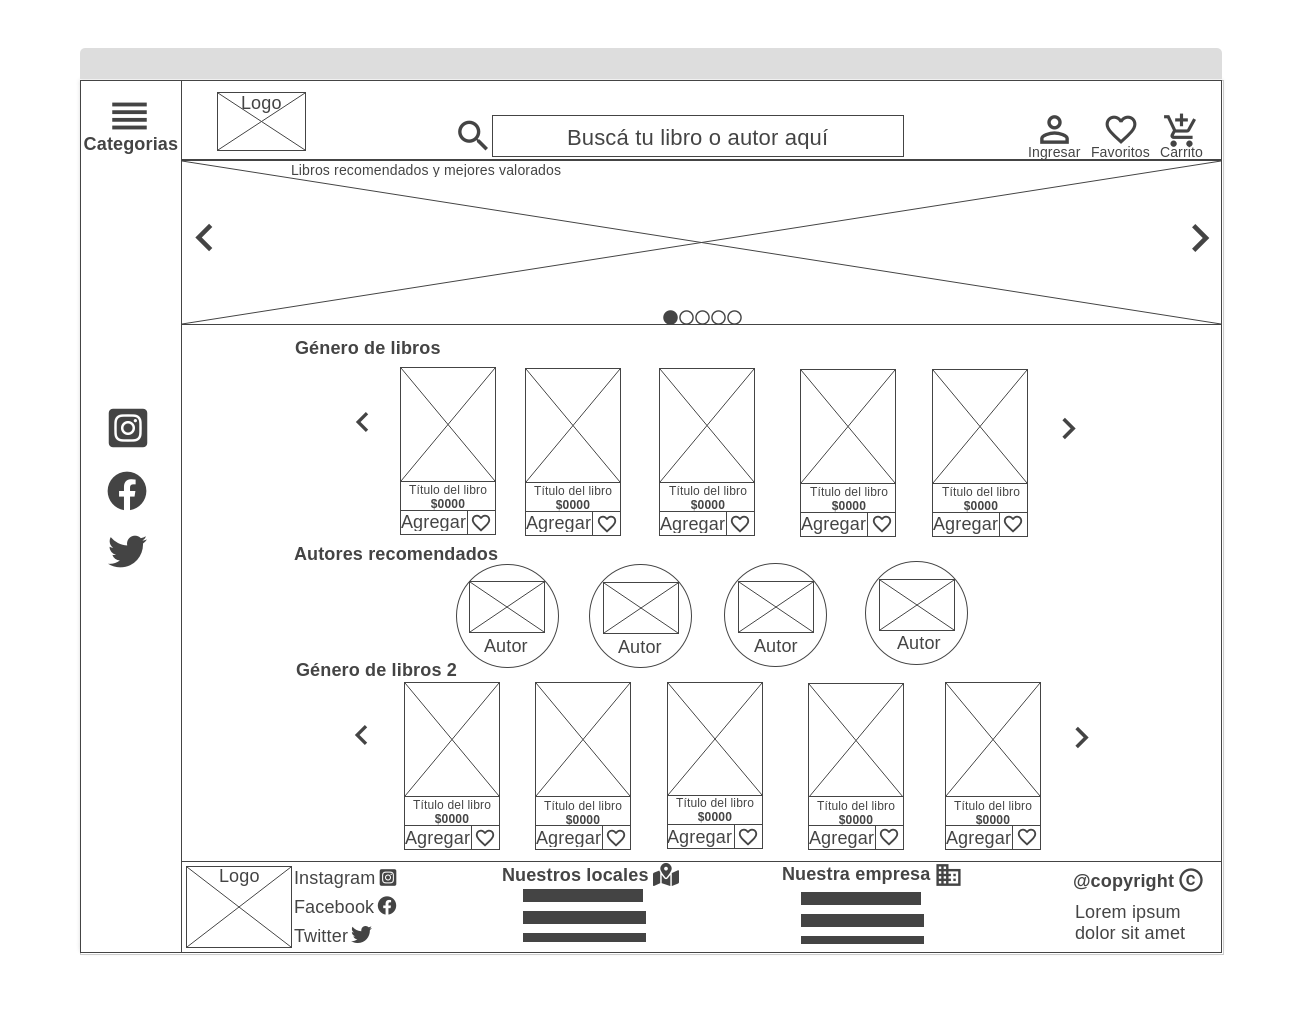 Categorias
Logo
Buscá tu libro o autor aquí
Ingresar
Favoritos
Carrito
Libros recomendados y mejores valorados
Género de libros
Título del libro
$0000
Agregar
Título del libro
$0000
Agregar
Título del libro
$0000
Agregar
Título del libro
$0000
Agregar
Título del libro
$0000
Agregar
Autores recomendados
Autor
Autor
Autor
Autor
Género de libros 2
Título del libro
$0000
Agregar
Título del libro
$0000
Agregar
Título del libro
$0000
Agregar
Título del libro
$0000
Agregar
Título del libro
$0000
Agregar
Logo
Instagram
Facebook
Twitter
Nuestros locales
Nuestra empresa
@copyright ©
Lorem ipsum
dolor sit amet